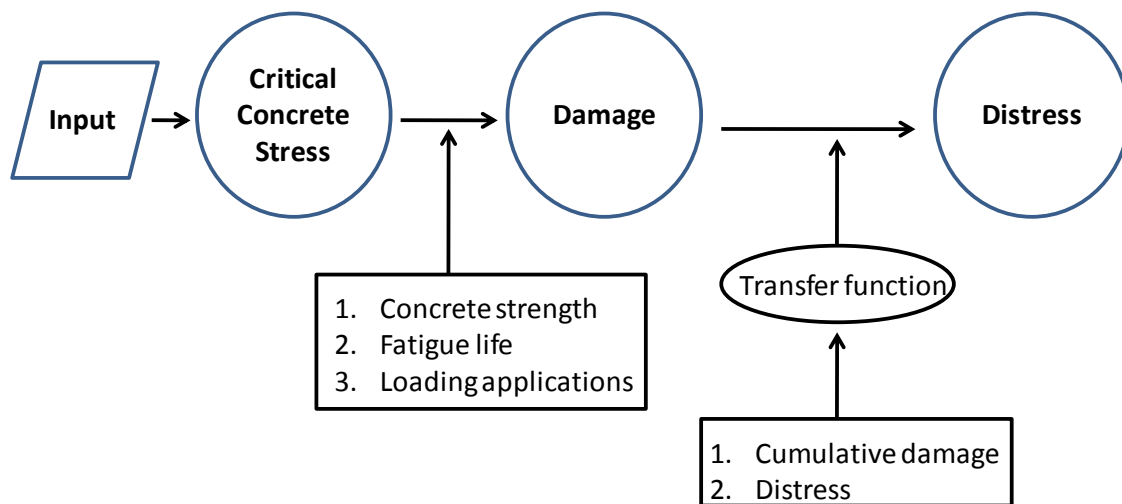 Input
Critical
Concrete
Stress
Damage
Distress
Transfer function
1. Concrete strength
2. Fatigue life
3. Loading applications
1. Cumulative damage
2. Distress